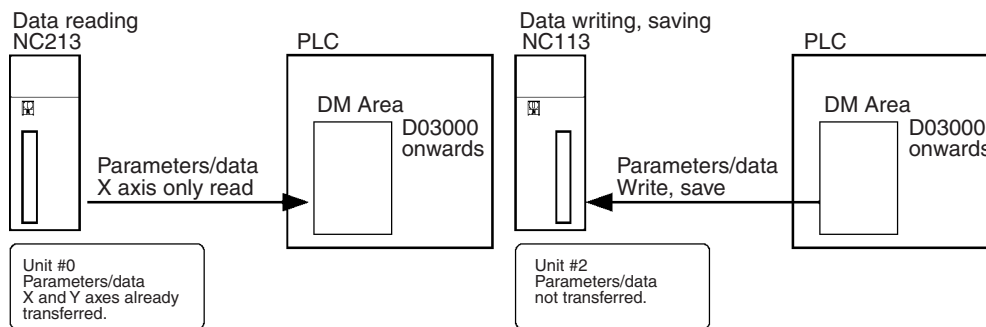 Data reading
NC213
PLC
DM Area
D03000
onwards
Parameters/data
X axis only read
Unit #0
Parameters/data
X and Y axes already
transferred.
Data writing, saving
NC113
PLC
DM Area
D03000
onwards
Parameters/data
Write, save
Unit #2
Parameters/data
not transferred.